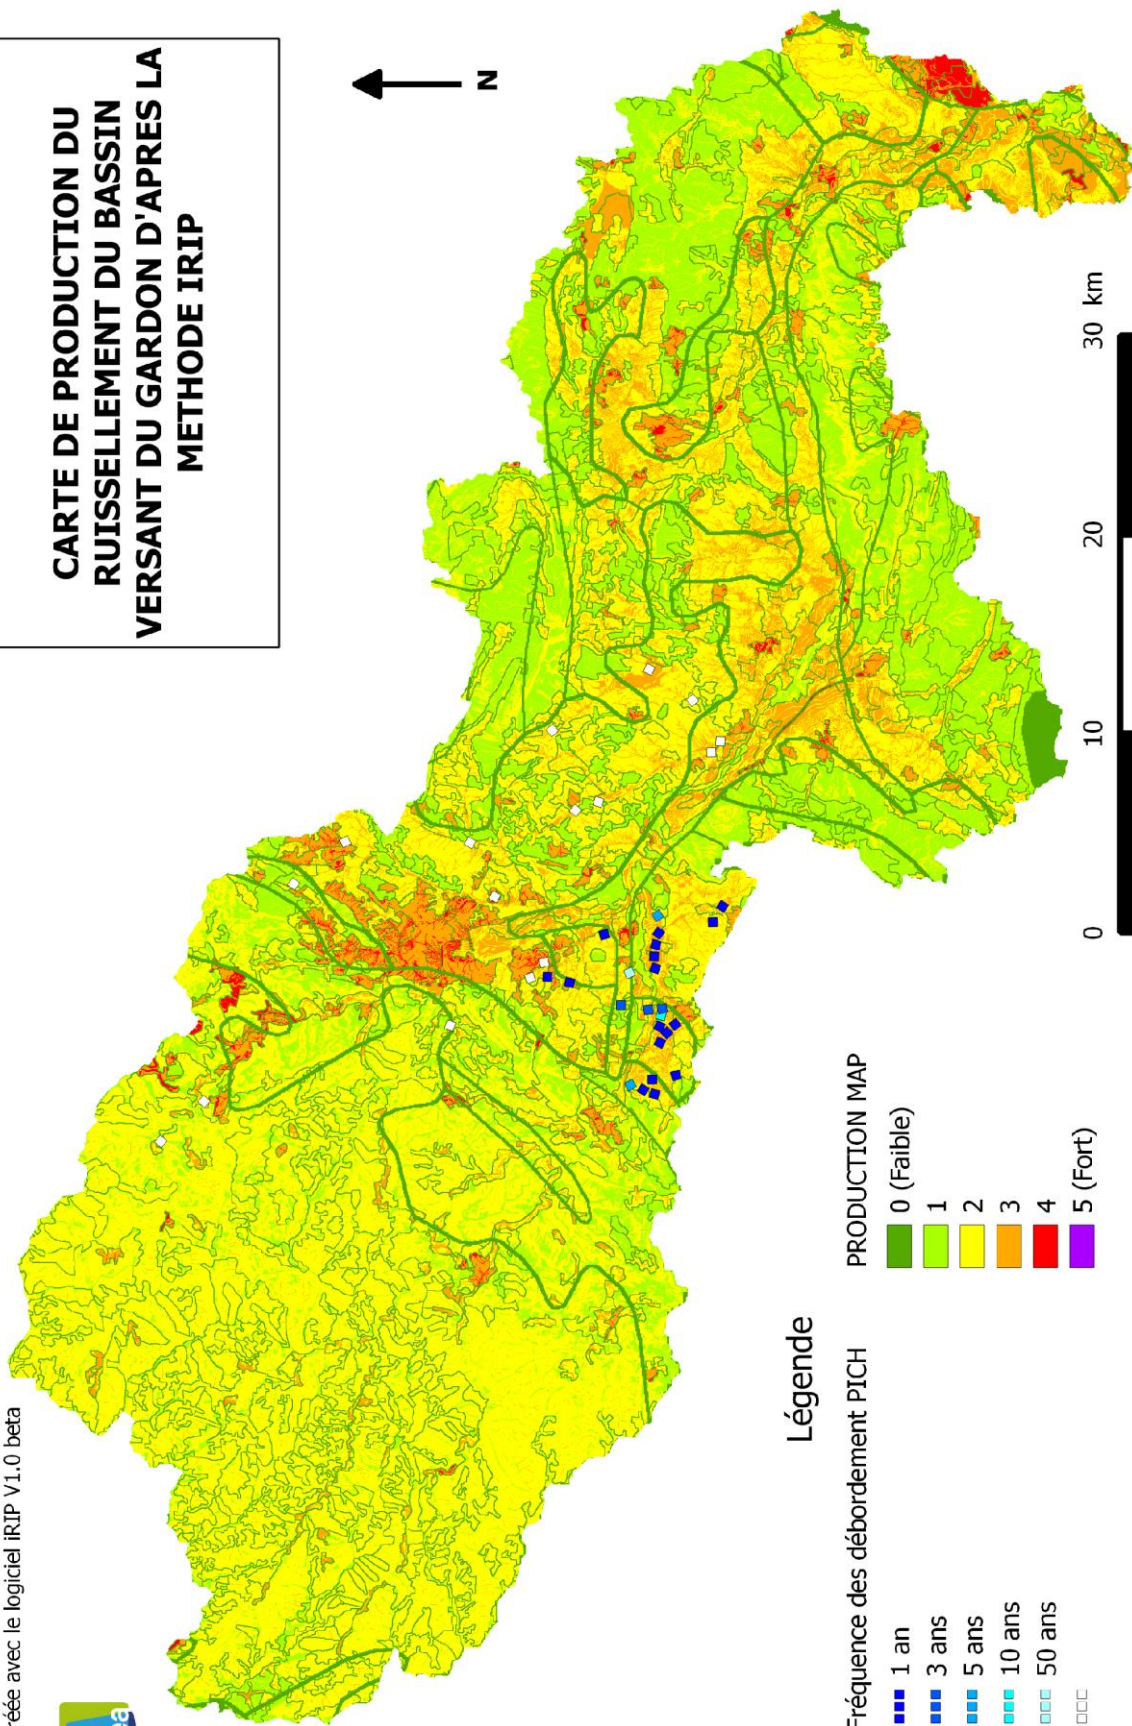 CARTE DE PRODUCTION DU
RUISSELLEMENT DU BASSIN
VERSANT DU GARDON D'APRES LA
METHODE IRIP
N
réée avec le logiciel iRIP V1.0 beta
ea
Légende
Fréquence des débordement PICH
1 an
3 ans
5 ans
10 ans
50 ans
PRODUCTION MAP
0 (Faible)
1
2
3
4
5 (Fort)
0 10 20 30 km